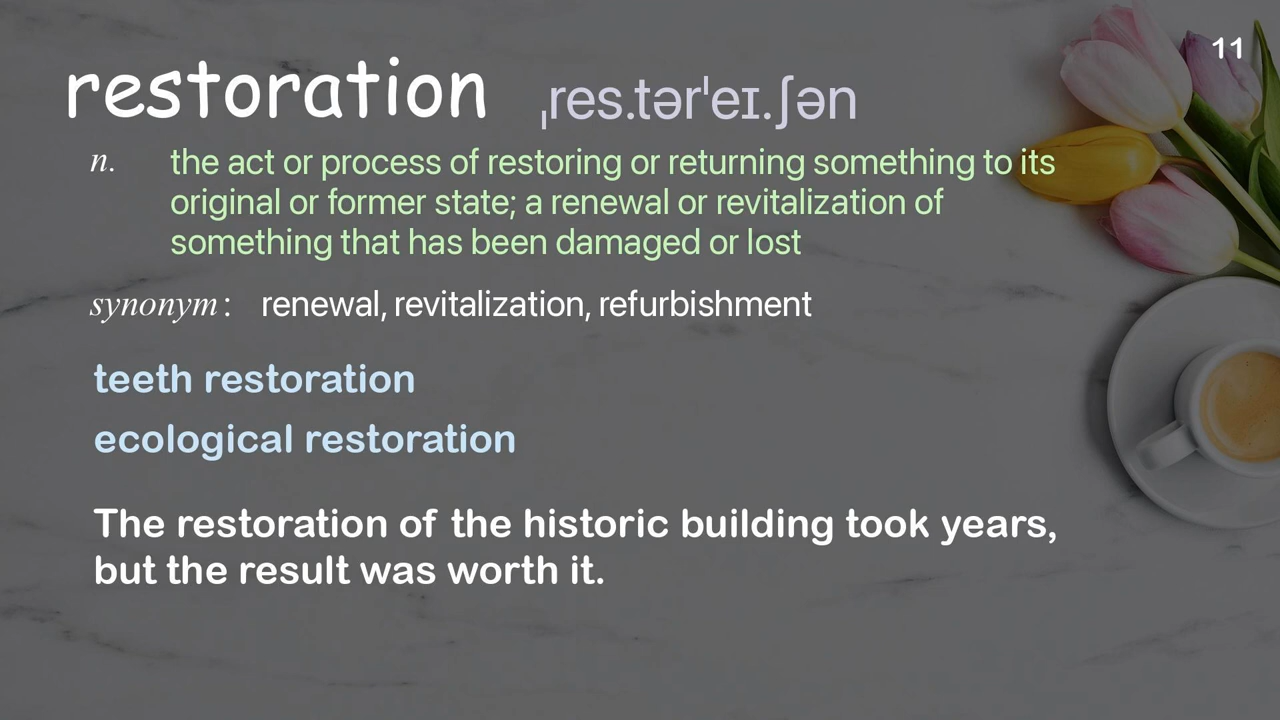 11
restoration ˌres.tərˈeɪ.ʃən
n. the act or process of restoring or returning something to its
original or former state; a renewal or revitalization of
something that has been damaged or lost
synonym: renewal, revitalization, refurbishment
teeth restoration
ecological restoration
The restoration of the historic building took years,
but the result was worth it.